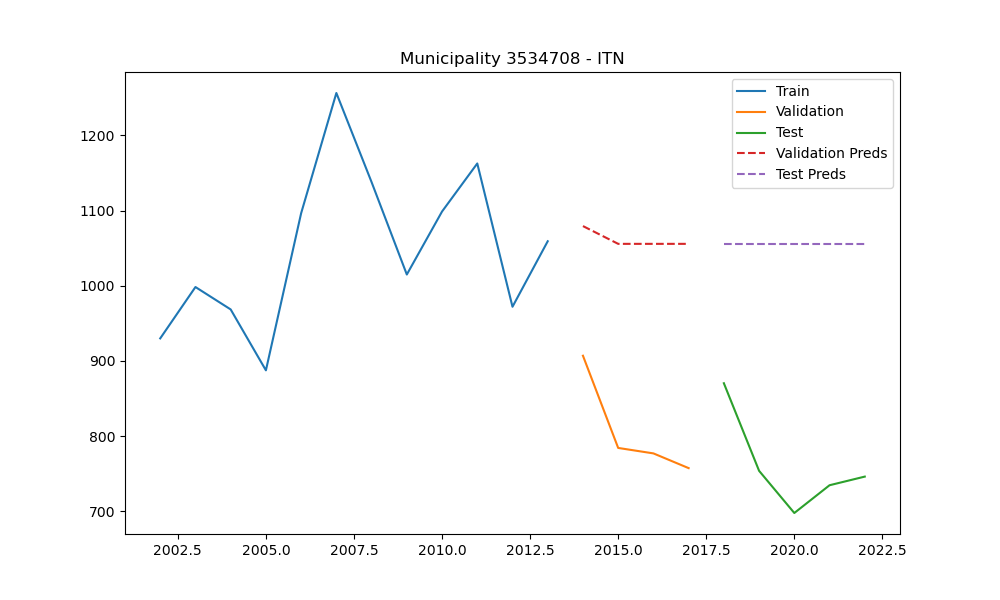 Municipality 3534708 - ITN
Train
Validation
Test
Validation Preds
Test Preds
1200
1100
1000
900
800
700
2002.5 2005.0 2007.5 2010.0 2012.5 2015.0 2017.5 2020.0 2022.5